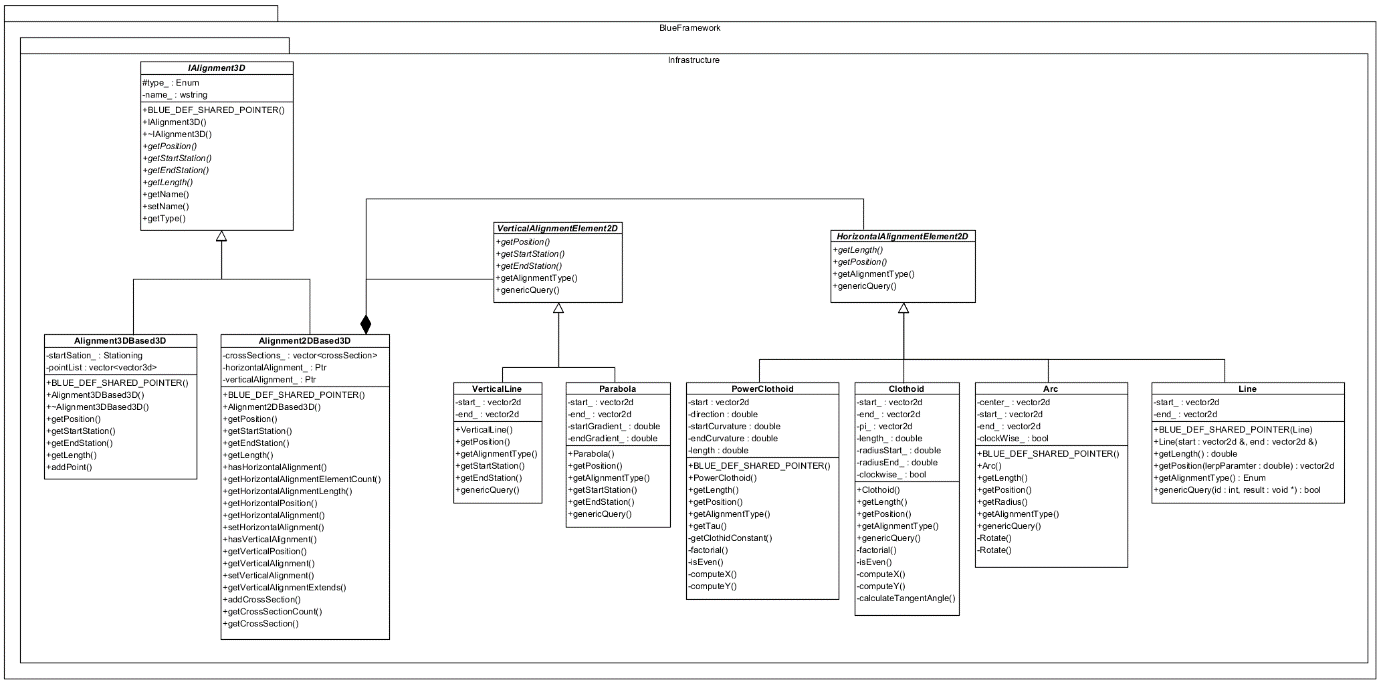 BlueFramework
Infrastructure
IAlignment3D
#type_ : Enum
-name_ : wstring
+BLUE_DEF_SHARED_POINTER()
+IAlignment3D()
+~IAlignment3D()
+getPosition()
+getStartStation()
+getEndStation()
+getLength()
+getName()
+setName()
+getType()
VerticalAlignmentElement2D
+getPosition()
+getStartStation()
+getEndStation()
+getAlignmentType()
+genericQuery()
HorizontalAlignmentElement2D
+getLength()
+getPosition()
+getAlignmentType()
+genericQuery()
Alignment3DBased3D
-startSation_ : Stationing
-pointList : vector<vector3d>
+BLUE_DEF_SHARED_POINTER()
+Alignment3DBased3D()
-~Alignment3DBased3D()
+getPosition()
+getStartStation()
+getEndStation()
+getLength()
+addPoint()
Alignment2DBased3D
-crossSections_ : vector<crossSection>
-horizontalAlignment_ : Ptr
-verticalAlignment_ : Ptr
+BLUE_DEF_SHARED_POINTER()
+Alignment2DBased3D()
+getPosition()
+getStartStation()
+getEndStation()
+getLength()
+hasHorizontalAlignment()
+getHorizontalAlignmentElementCount()
+getHorizontalAlignmentLength()
+getHorizontalPosition()
+getHorizontalAlignment()
+setHorizontalAlignment()
+hasVerticalAlignment()
+getVerticalPosition()
+getVerticalAlignment()
+setVerticalAlignment()
+getVerticalAlignmentExtends()
+addCrossSection()
+getCrossSectionCount()
+getCrossSection()
VerticalLine
-start_ : vector2d
-end_ : vector2d
+VerticalLine()
+getPosition()
+getAlignmentType()
+getStartStation()
+getEndStation()
+genericQuery()
Parabola
-start_ : vector2d
-end_ : vector2d
-startGradient_ : double
-endGradient_ : double
+Parabola()
+getPosition()
+getAlignmentType()
+getStartStation()
+getEndStation()
+genericQuery()
PowerClothoid
-start : vector2d
-direction : double
-startCurvature : double
-endCurvature : double
-length : double
+BLUE_DEF_SHARED_POINTER()
+PowerClothoid()
+getLength()
+getPosition()
+getAlignmentType()
+getTau()
-getClothidConstant()
-factorial()
-isEven()
-computeX()
-computeY()
Clothoid
-start_ : vector2d
-end_ : vector2d
-pi_ : vector2d
-length_ : double
-radiusStart_ : double
-radiusEnd_ : double
-clockwise_ : bool
+Clothoid()
+getLength()
+getPosition()
+getAlignmentType()
+genericQuery()
-factorial()
-isEven()
-computeX()
-computeY()
-calculateTangentAngle()
Arc
-center_ : vector2d
-start_ : vector2d
-end_ : vector2d
-clockWise_ : bool
+BLUE_DEF_SHARED_POINTER()
+Arc()
+getLength()
+getPosition()
+getRadius()
+getAlignmentType()
+genericQuery()
-Rotate()
-Rotate()
Line
-start_ : vector2d
-end_ : vector2d
+BLUE_DEF_SHARED_POINTER(Line)
+Line(start : vector2d &, end : vector2d &)
+getLength() : double
+getPosition(lerpParamter : double) : vector2d
+getAlignmentType() : Enum
+genericQuery(id : int, result : void *) : bool